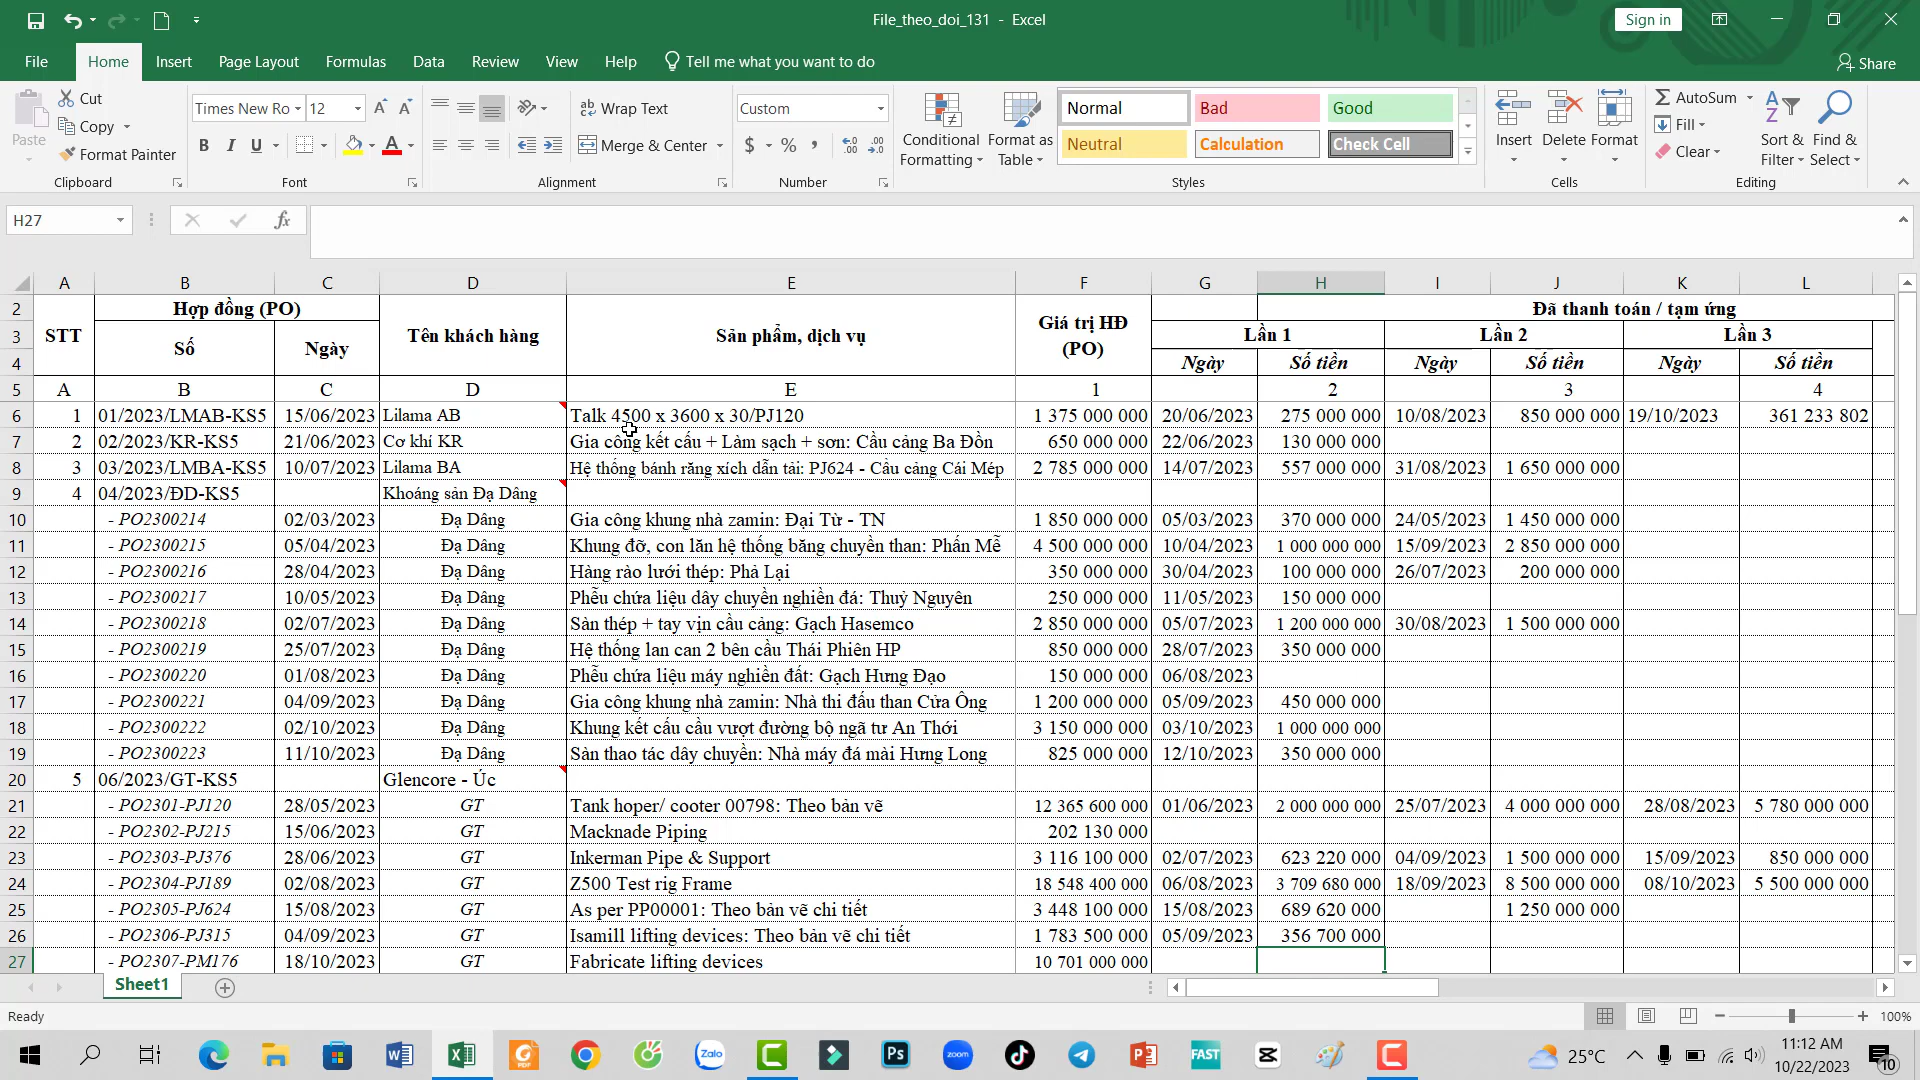 File_theo_doi_131 - Excel
Sign in
File Home Insert Page Layout Formulas Data Review View Help Tell me what you want to do Share
Paste Cut Copy Format Painter Clipboard
Times New Ro 12 B I U A A A Font
ab Wrap Text Merge & Center Alignment
Custom $ % , Number
Conditional Formatting Format as Table
Normal Bad Good
Neutral Calculation Check Cell
Styles
Insert Delete Format Cells
AutoSum Fill Clear Sort & Filter Find & Select Editing
H27 fx
A B C D E F G H I J K L
2 STT Hợp đồng (PO) Tên khách hàng Sản phẩm, dịch vụ Giá trị HĐ (PO) Đã thanh toán / tạm ứng
3 Số Ngày Lần 1 Lần 2 Lần 3
4 Ngày Số tiền Ngày Số tiền Ngày Số tiền
5 A B C D E 1 2 3 4
6 1 01/2023/LMAB-KS5 15/06/2023 Lilama AB Talk 4500 x 3600 x 30/PJ120 1 375 000 000 20/06/2023 275 000 000 10/08/2023 850 000 000 19/10/2023 361 233 802
7 2 02/2023/KR-KS5 21/06/2023 Cơ khí KR Gia công kết cấu + Làm sạch + sơn: Cầu cảng Ba Đồn 650 000 000 22/06/2023 130 000 000
8 3 03/2023/LMBA-KS5 10/07/2023 Lilama BA Hệ thống bánh răng xích dẫn tải: PJ624 - Cầu cảng Cái Mép 2 785 000 000 14/07/2023 557 000 000 31/08/2023 1 650 000 000
9 4 04/2023/ĐD-KS5 Khoáng sản Đạ Dâng
10 - PO2300214 02/03/2023 Đạ Dâng Gia công khung nhà zamin: Đại Từ - TN 1 850 000 000 05/03/2023 370 000 000 24/05/2023 1 450 000 000
11 - PO2300215 05/04/2023 Đạ Dâng Khung đỡ, con lăn hệ thống băng chuyền than: Phấn Mễ 4 500 000 000 10/04/2023 1 000 000 000 15/09/2023 2 850 000 000
12 - PO2300216 28/04/2023 Đạ Dâng Hàng rào lưới thép: Phả Lại 350 000 000 30/04/2023 100 000 000 26/07/2023 200 000 000
13 - PO2300217 10/05/2023 Đạ Dâng Phễu chứa liệu dây chuyền nghiền đá: Thuỷ Nguyên 250 000 000 11/05/2023 150 000 000
14 - PO2300218 02/07/2023 Đạ Dâng Sàn thép + tay vịn cầu cảng: Gạch Hasemco 2 850 000 000 05/07/2023 1 200 000 000 30/08/2023 1 500 000 000
15 - PO2300219 25/07/2023 Đạ Dâng Hệ thống lan can 2 bên cầu Thái Phiên HP 850 000 000 28/07/2023 350 000 000
16 - PO2300220 01/08/2023 Đạ Dâng Phễu chứa liệu máy nghiền đất: Gạch Hưng Đạo 150 000 000 06/08/2023
17 - PO2300221 04/09/2023 Đạ Dâng Gia công khung nhà zamin: Nhà thi đấu than Cửa Ông 1 200 000 000 05/09/2023 450 000 000
18 - PO2300222 02/10/2023 Đạ Dâng Khung kết cấu cầu vượt đường bộ ngã tư An Thới 3 150 000 000 03/10/2023 1 000 000 000
19 - PO2300223 11/10/2023 Đạ Dâng Sàn thao tác dây chuyền: Nhà máy đá mài Hưng Long 825 000 000 12/10/2023 350 000 000
20 5 06/2023/GT-KS5 Glencore - Úc
21 - PO2301-PJ120 28/05/2023 GT Tank hoper/ cooter 00798: Theo bản vẽ 12 365 600 000 01/06/2023 2 000 000 000 25/07/2023 4 000 000 000 28/08/2023 5 780 000 000
22 - PO2302-PJ215 15/06/2023 GT Macknade Piping 202 130 000
23 - PO2303-PJ376 28/06/2023 GT Inkerman Pipe & Support 3 116 100 000 02/07/2023 623 220 000 04/09/2023 1 500 000 000 15/09/2023 850 000 000
24 - PO2304-PJ189 02/08/2023 GT Z500 Test rig Frame 18 548 400 000 06/08/2023 3 709 680 000 18/09/2023 8 500 000 000 08/10/2023 5 500 000 000
25 - PO2305-PJ624 15/08/2023 GT As per PP00001: Theo bản vẽ chi tiết 3 448 100 000 15/08/2023 689 620 000 1 250 000 000
26 - PO2306-PJ315 04/09/2023 GT Isamill lifting devices: Theo bản vẽ chi tiết 1 783 500 000 05/09/2023 356 700 000
27 - PO2307-PM176 18/10/2023 GT Fabricate lifting devices 10 701 000 000
Sheet1
Ready 100%
Zalo Ps zoom FAST 25°C 11:12 AM
10/22/2023 10